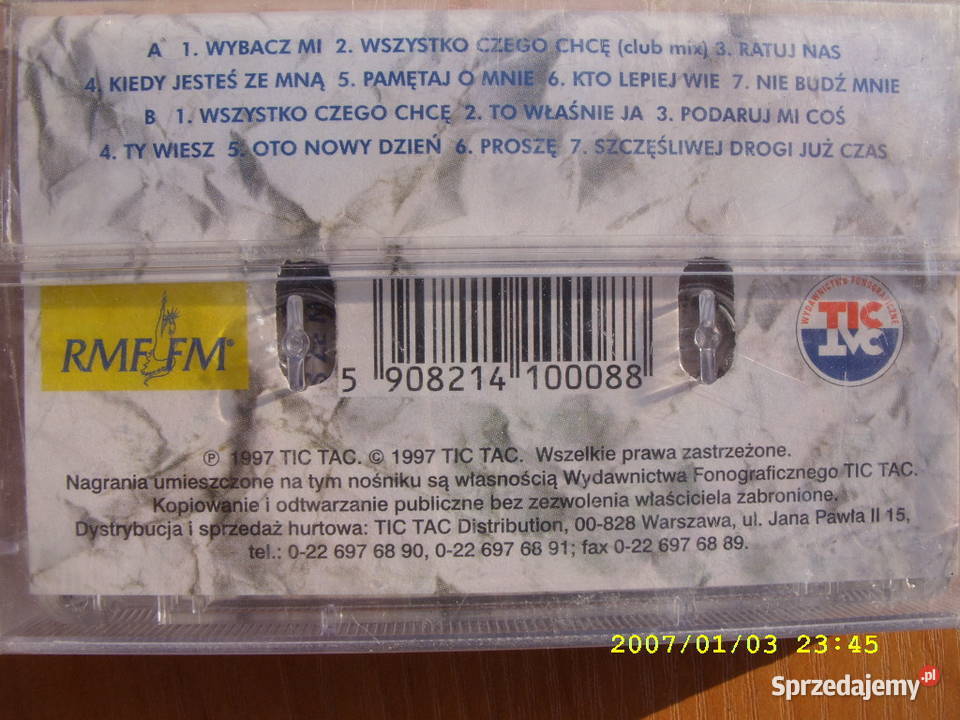 A 1. WYBACZ MI 2. WSZYSTKO CZEGO CHCĘ (club mix) 3. RATUJ NAS
4. KIEDY JESTEŚ ZE MNĄ 5. PAMĘTAJ O MNIE 6. KTO LEPIEJ WIE 7. NIE BUDŹ MNIE
B 1. WSZYSTKO CZEGO CHCĘ 2. TO WŁAŚNIE JA 3. PODARUJ MI COŚ
4. TY WIESZ 5. OTO NOWY DZIEŃ 6. PROSZĘ 7. SZCZĘŚLIWEJ DROGI JUŻ CZAS
RMF FM®
5 908214 100088
WYDAWNICTWO FONOGRAFICZNE
TIC
TAC
℗ 1997 TIC TAC. © 1997 TIC TAC. Wszelkie prawa zastrzeżone.
Nagrania umieszczone na tym nośniku są własnością Wydawnictwa Fonograficznego TIC TAC.
Kopiowanie i odtwarzanie publiczne bez zezwolenia właściciela zabronione.
Dystrybucja i sprzedaż hurtowa: TIC TAC Distribution, 00-828 Warszawa, ul. Jana Pawła II 15,
tel.: 0-22 697 68 90, 0-22 697 68 91; fax 0-22 697 68 89.
2007/01/03 23:45
Sprzedajemy.pl